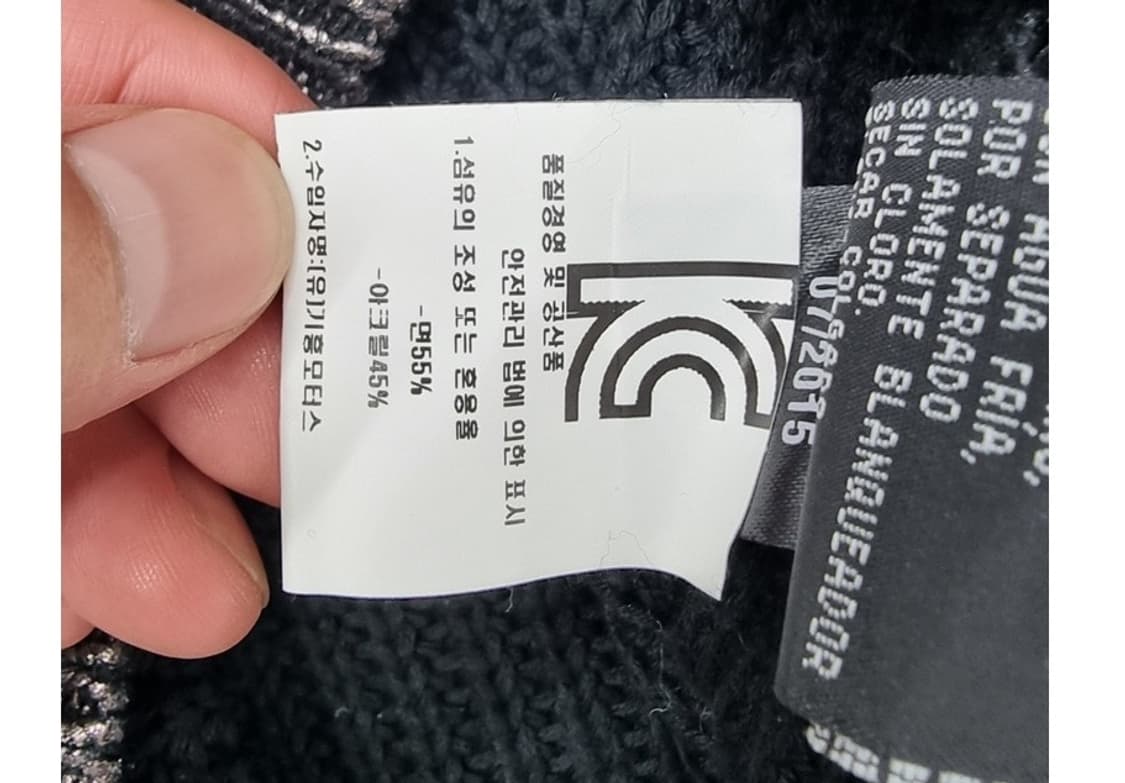 KC
품질경영 및 공산품
안전관리 법에 의한 표시
1.섬유의 조성 또는 혼용율
-면55%
-아크릴45%
2.수입자명:(유)기흥모터스
07/2015
AGUA FRÍA,
POR SEPARADO
SOLAMENTE
SIN CLORO.
BLANQUEADOR
SECAR COL